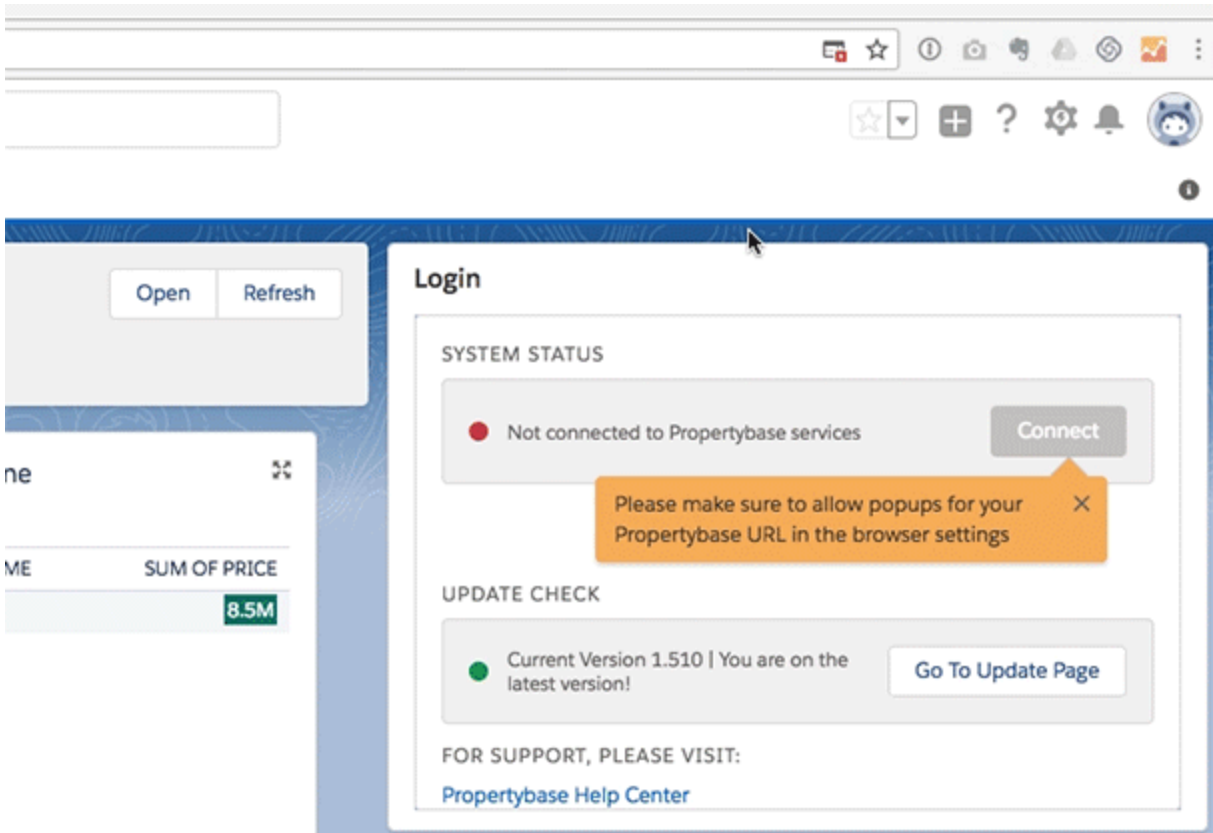 Open
Refresh
ne
ME
SUM OF PRICE
8.5M
Login
SYSTEM STATUS
Not connected to Propertybase services
Connect
Please make sure to allow popups for your
Propertybase URL in the browser settings
UPDATE CHECK
Current Version 1.510 | You are on the
latest version!
Go To Update Page
FOR SUPPORT, PLEASE VISIT:
Propertybase Help Center